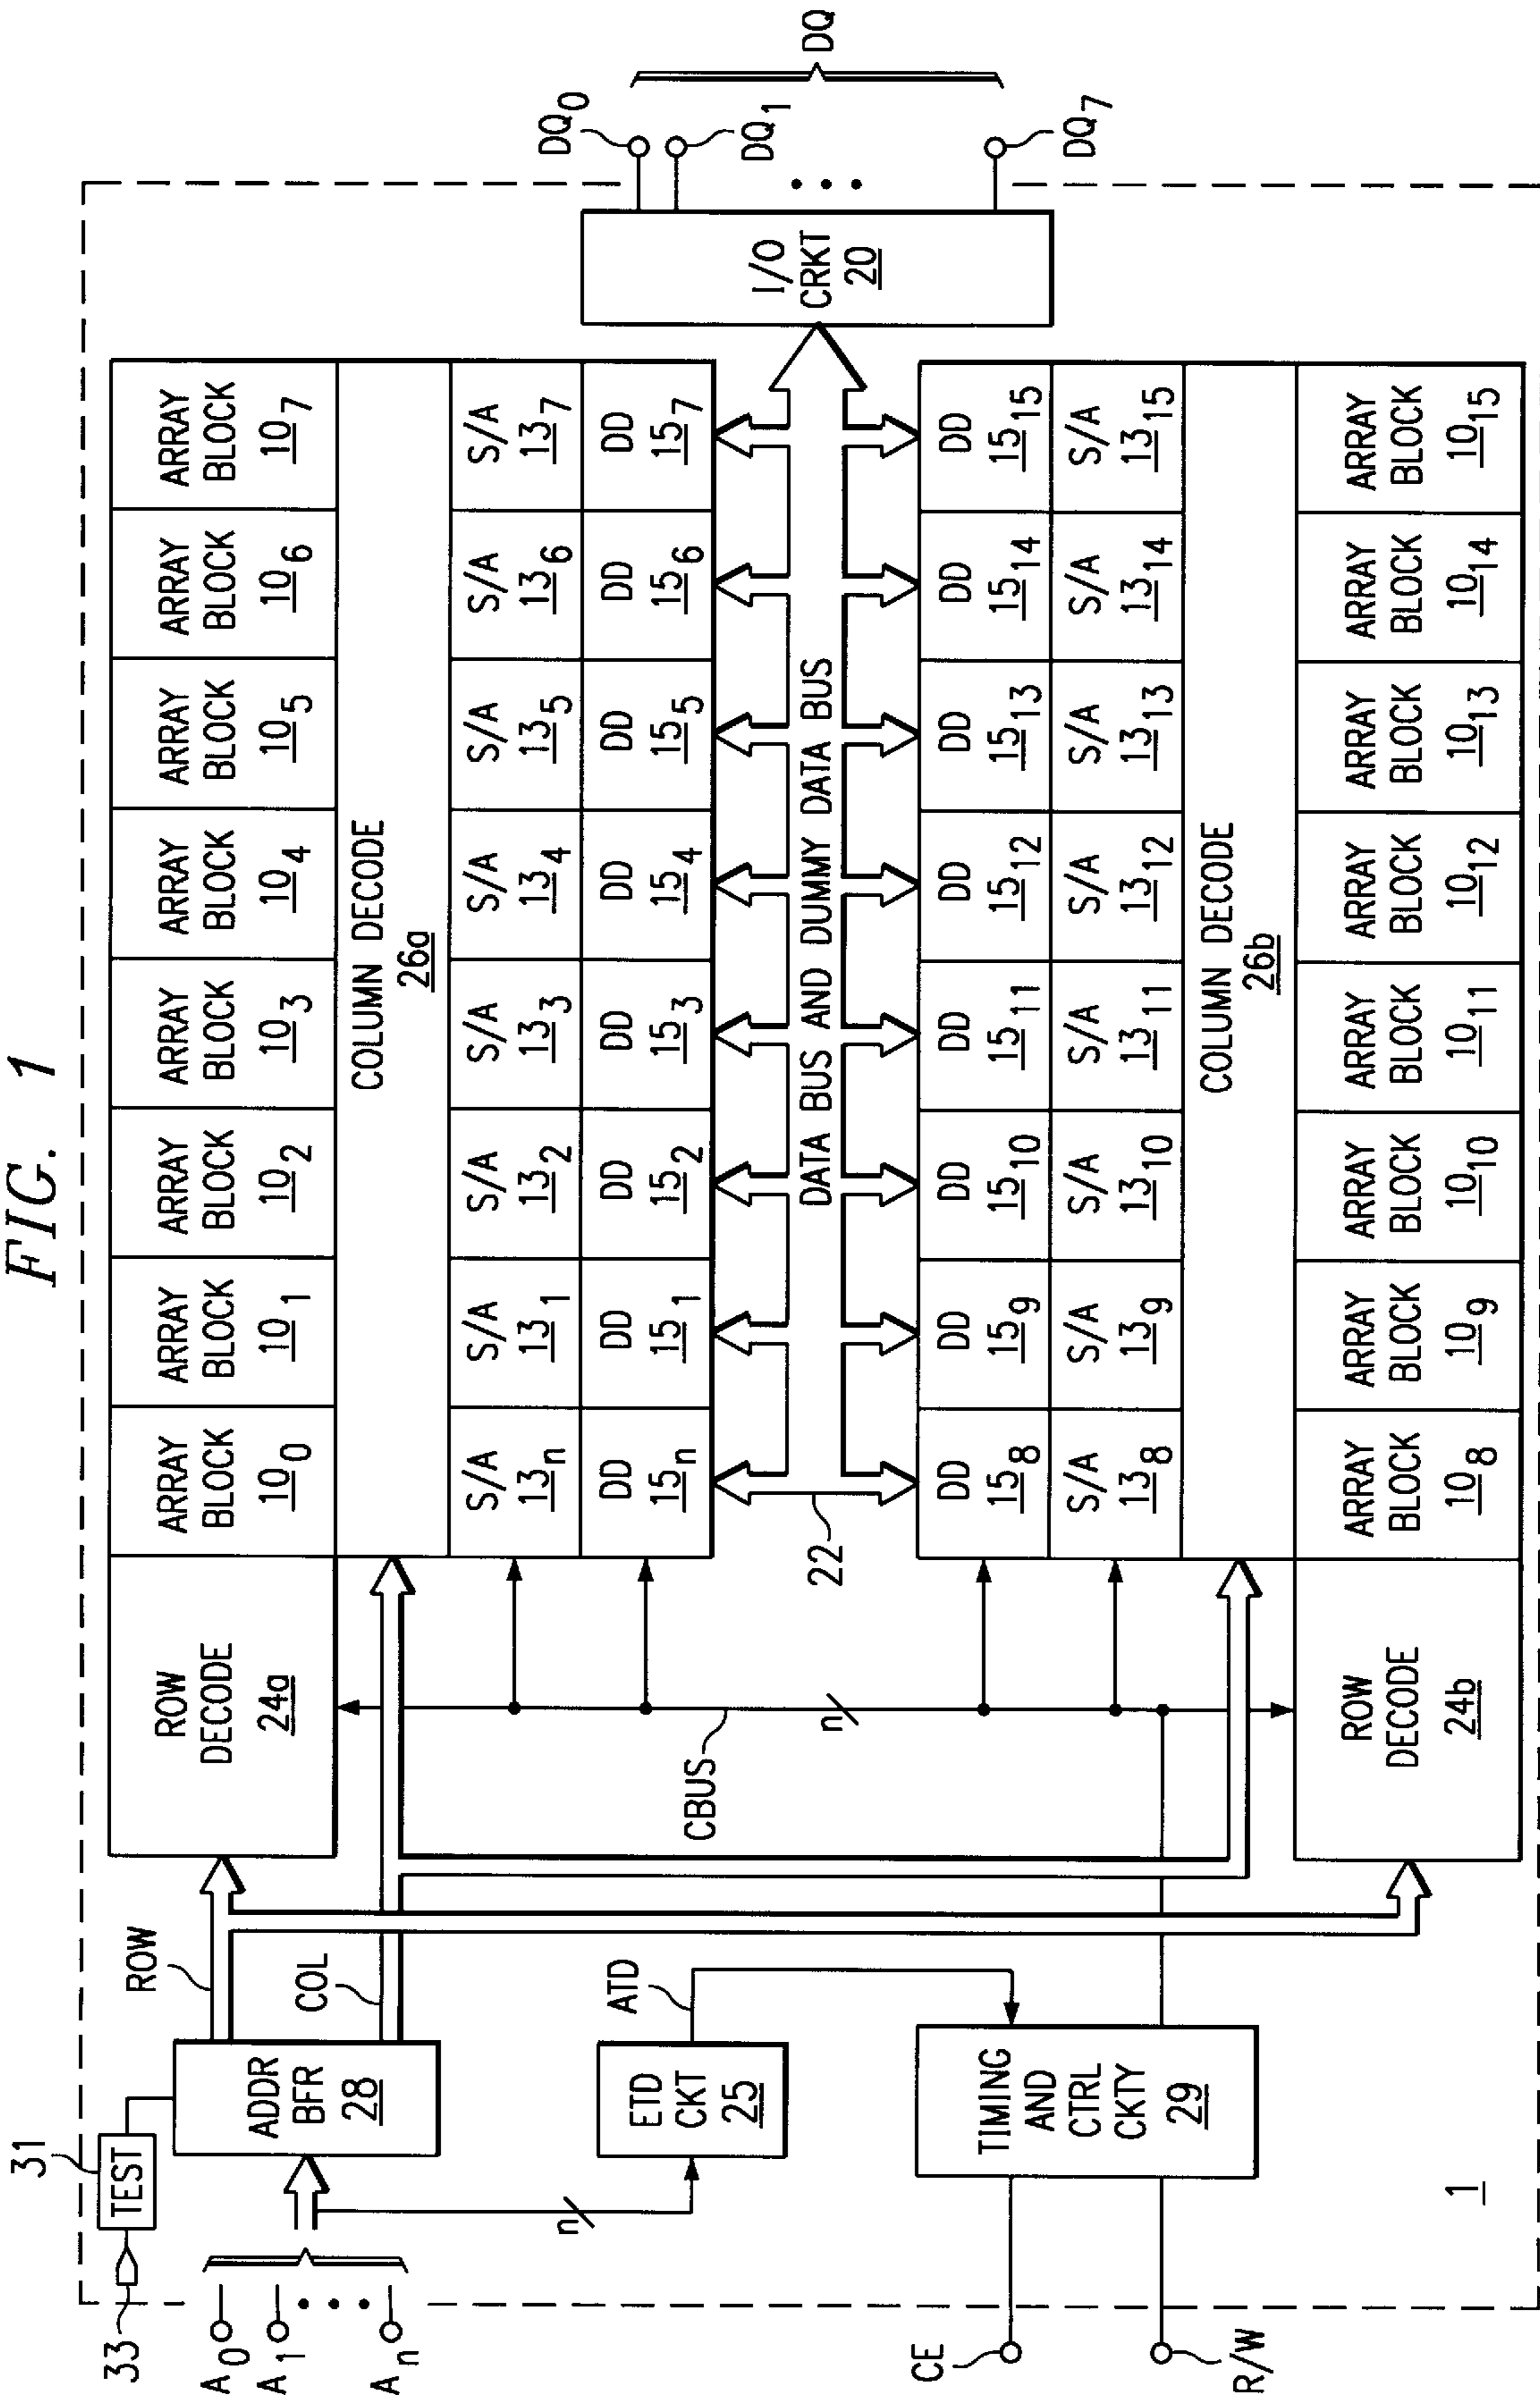 FIG. 1
31
TEST
33
A0
A1
An
ADDR
BFR
28
ROW
COL
n
ETD
CKT
25
ATD
CE
R/W
TIMING
AND
CTRL
CKTY
29
1
ROW
DECODE
24a
CBUS
n
ROW
DECODE
24b
ARRAY
BLOCK
100
ARRAY
BLOCK
101
ARRAY
BLOCK
102
ARRAY
BLOCK
103
ARRAY
BLOCK
104
ARRAY
BLOCK
105
ARRAY
BLOCK
106
ARRAY
BLOCK
107
COLUMN DECODE
26a
S/A
13n
S/A
131
S/A
132
S/A
133
S/A
134
S/A
135
S/A
136
S/A
137
DD
15n
DD
151
DD
152
DD
153
DD
154
DD
155
DD
156
DD
157
22
DATA BUS AND DUMMY DATA BUS
DD
158
DD
159
DD
1510
DD
1511
DD
1512
DD
1513
DD
1514
DD
1515
S/A
138
S/A
139
S/A
1310
S/A
1311
S/A
1312
S/A
1313
S/A
1314
S/A
1315
COLUMN DECODE
26b
ARRAY
BLOCK
108
ARRAY
BLOCK
109
ARRAY
BLOCK
1010
ARRAY
BLOCK
1011
ARRAY
BLOCK
1012
ARRAY
BLOCK
1013
ARRAY
BLOCK
1014
ARRAY
BLOCK
1015
I/O
CRKT
20
DQ0
DQ1
DQ7
DQ